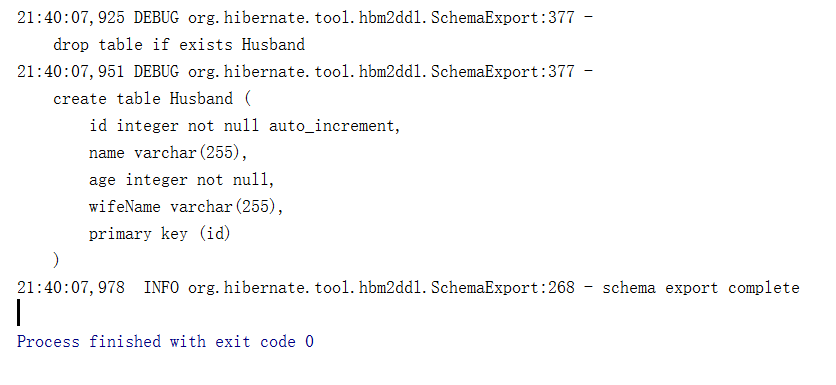 21:40:07,925 DEBUG org.hibernate.tool.hbm2ddl.SchemaExport:377 -
    drop table if exists Husband
21:40:07,951 DEBUG org.hibernate.tool.hbm2ddl.SchemaExport:377 -
    create table Husband (
        id integer not null auto_increment,
        name varchar(255),
        age integer not null,
        wifeName varchar(255),
        primary key (id)
    )
21:40:07,978  INFO org.hibernate.tool.hbm2ddl.SchemaExport:268 - schema export complete
Process finished with exit code 0